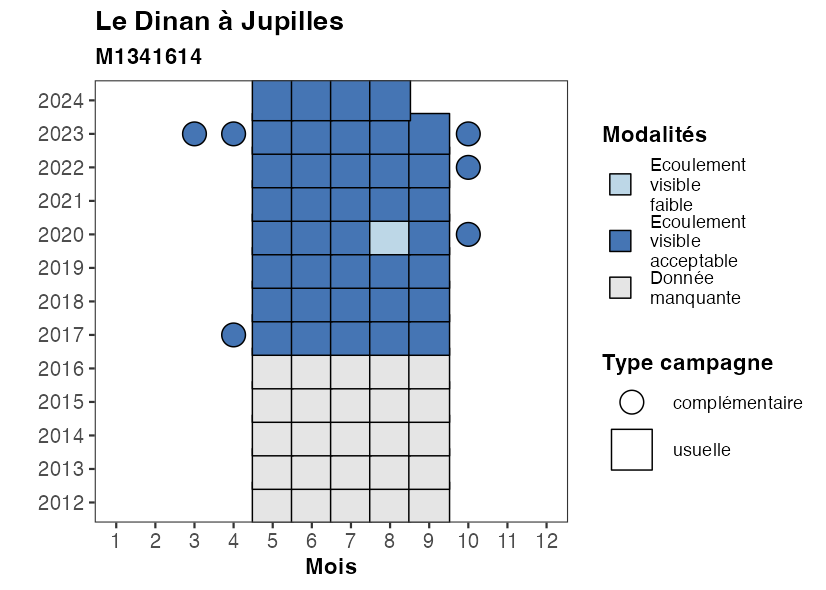 Le Dinan à Jupilles
M1341614
2024
2023
2022
2021
2020
2019
2018
2017
2016
2015
2014
2013
2012
1 2 3 4 5 6 7 8 9 10 11 12
Mois
Modalités
Ecoulement
visible
faible
Ecoulement
visible
acceptable
Donnée
manquante
Type campagne
complémentaire
usuelle